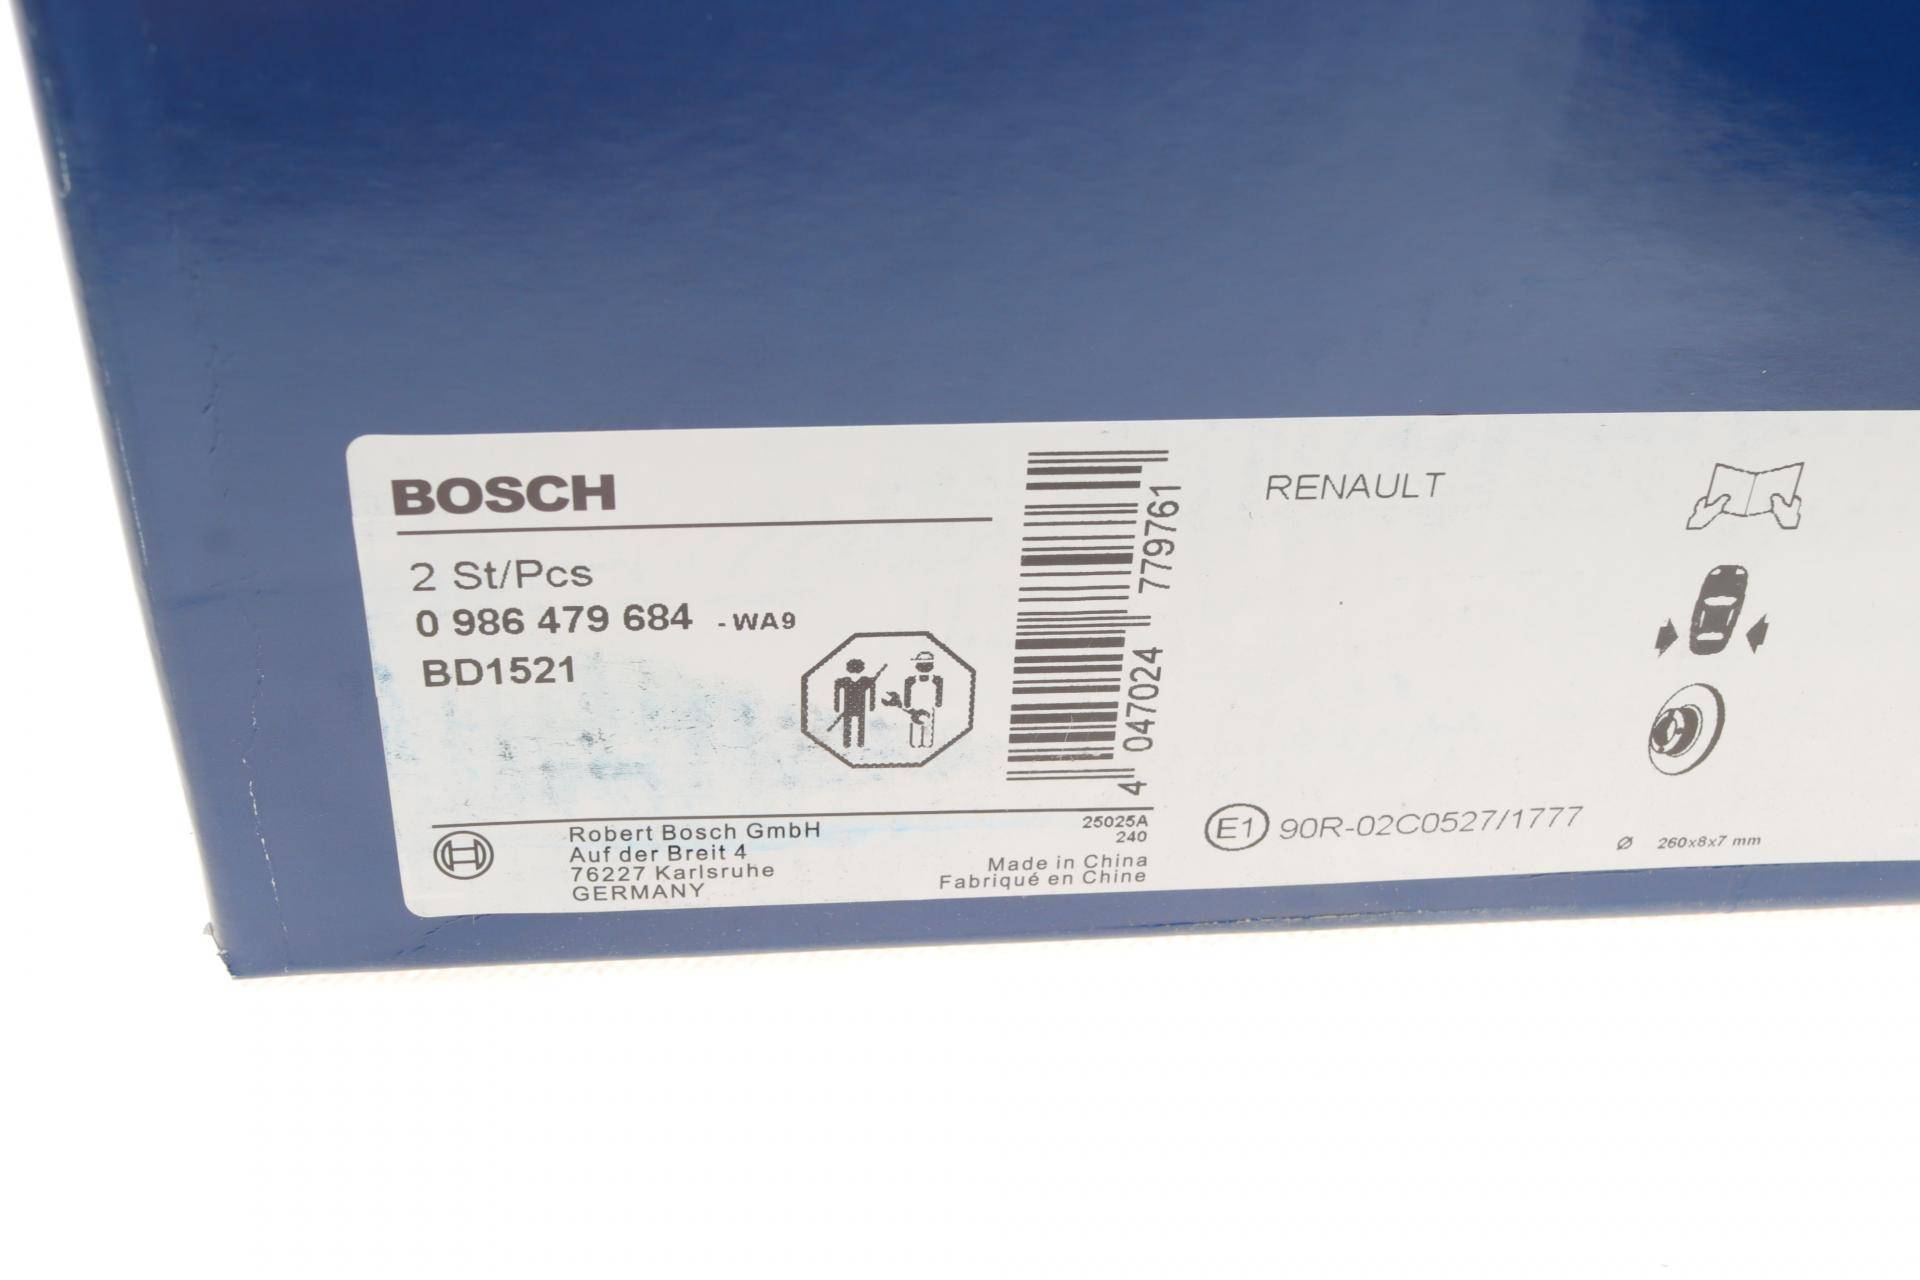 BOSCH
2 St/Pcs
0 986 479 684 - WA9
BD1521
4 047024 779761
Robert Bosch GmbH
Auf der Breit 4
76227 Karlsruhe
GERMANY
25025A
240
Made in China
Fabriqué en Chine
RENAULT
E1 90R-02C0527/1777
Ø 260x8x7 mm